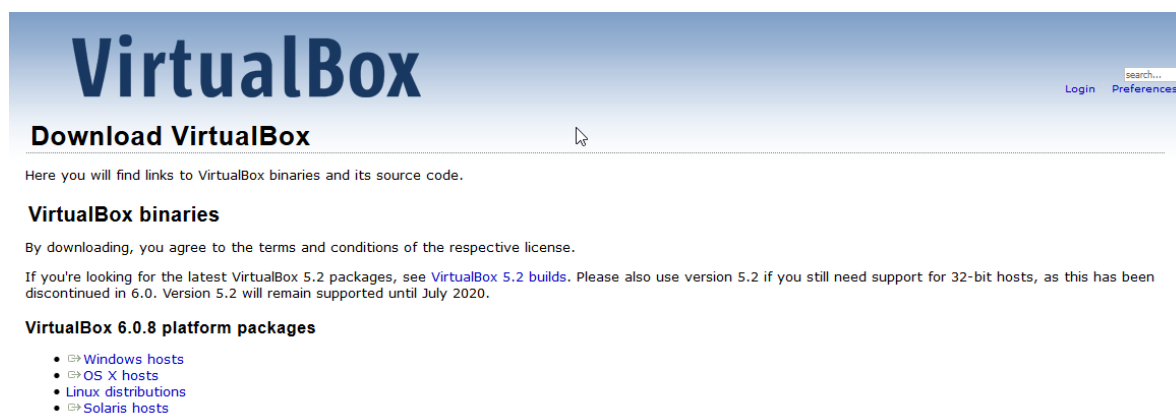 VirtualBox
search...
Login Preferences
Download VirtualBox
Here you will find links to VirtualBox binaries and its source code.
VirtualBox binaries
By downloading, you agree to the terms and conditions of the respective license.
If you're looking for the latest VirtualBox 5.2 packages, see VirtualBox 5.2 builds. Please also use version 5.2 if you still need support for 32-bit hosts, as this has been
discontinued in 6.0. Version 5.2 will remain supported until July 2020.
VirtualBox 6.0.8 platform packages
Windows hosts
OS X hosts
Linux distributions
Solaris hosts